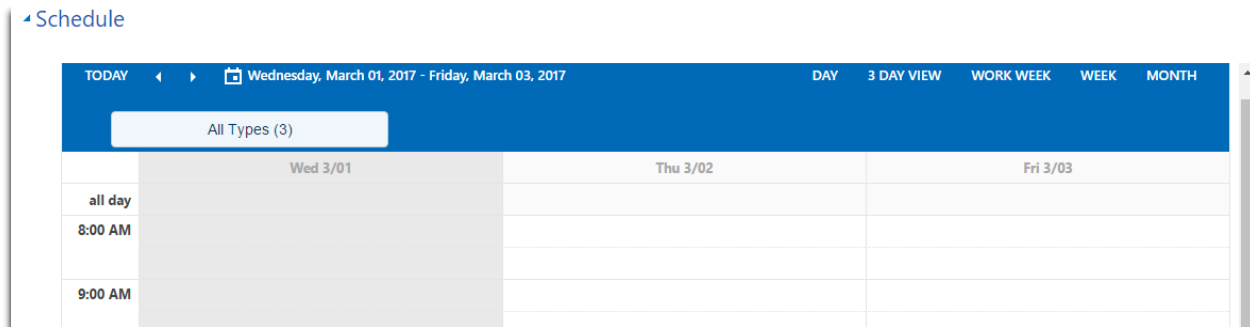 Schedule
TODAY Wednesday, March 01, 2017 - Friday, March 03, 2017 DAY 3 DAY VIEW WORK WEEK WEEK MONTH
All Types (3)
Wed 3/01 Thu 3/02 Fri 3/03
all day
8:00 AM
9:00 AM